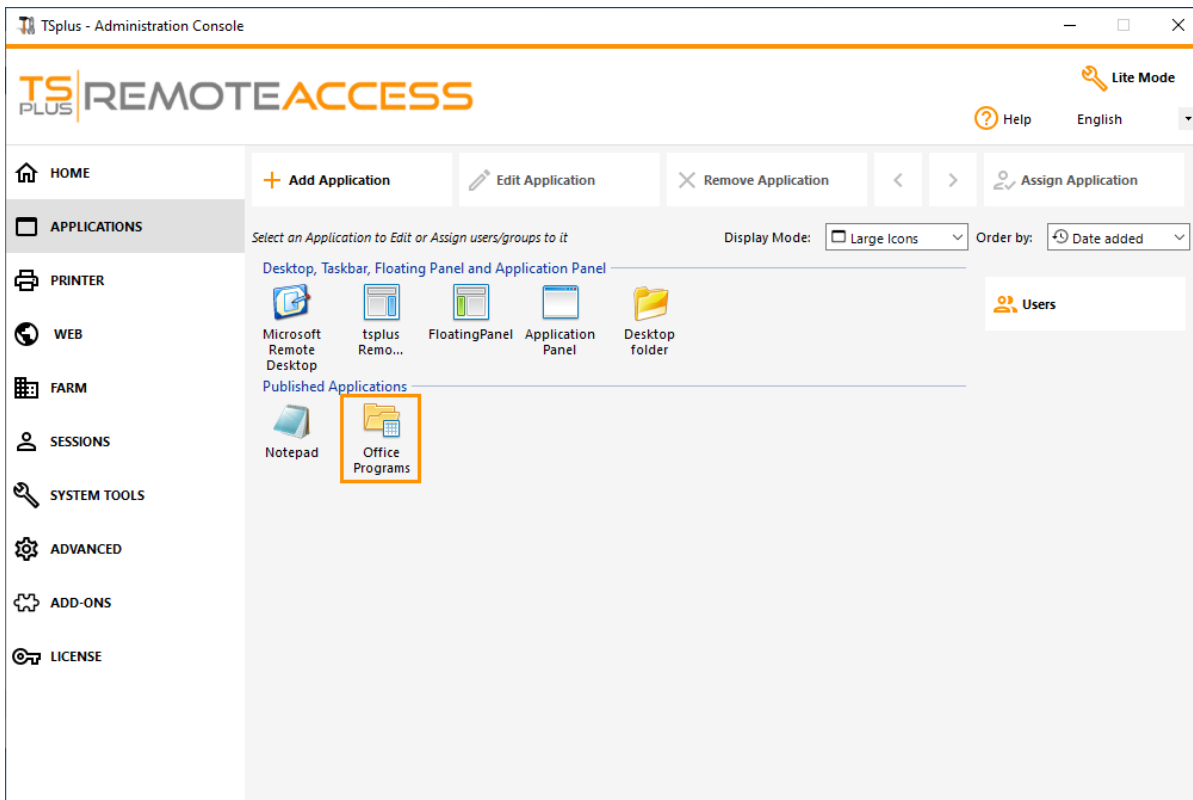 TSplus - Administration Console
TS PLUS REMOTEACCESS
Lite Mode
Help
English
HOME
APPLICATIONS
PRINTER
WEB
FARM
SESSIONS
SYSTEM TOOLS
ADVANCED
ADD-ONS
LICENSE
Add Application
Edit Application
Remove Application
Assign Application
Select an Application to Edit or Assign users/groups to it
Display Mode:
Large Icons
Order by:
Date added
Desktop, Taskbar, Floating Panel and Application Panel
Microsoft
Remote
Desktop
tsplus
Remo...
FloatingPanel
Application
Panel
Desktop
folder
Users
Published Applications
Notepad
Office
Programs